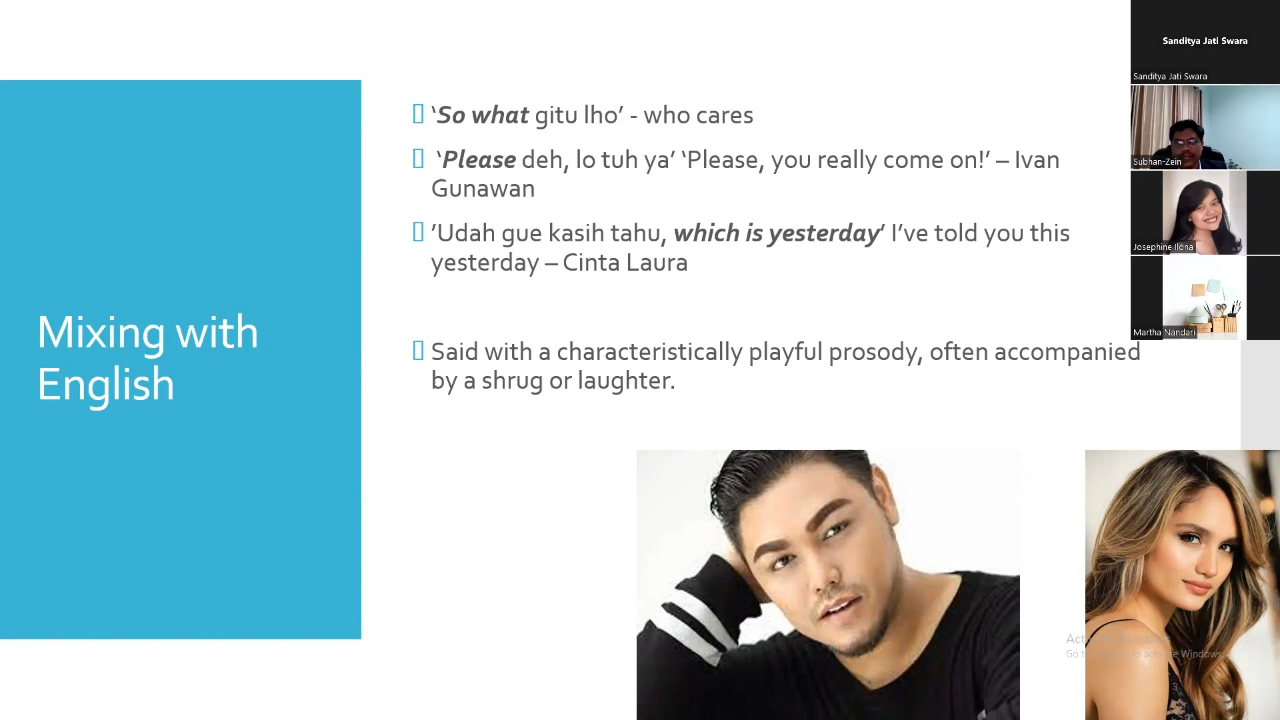 Mixing with
English
‘So what gitu lho’ - who cares
‘Please deh, lo tuh ya’ ‘Please, you really come on!’ – Ivan
Gunawan
’Udah gue kasih tahu, which is yesterday’ I’ve told you this
yesterday – Cinta Laura
Said with a characteristically playful prosody, often accompanied
by a shrug or laughter.
Sanditya Jati Swara
Sanditya Jati Swara
Subhan-Zein
Josephine Ilona
Martha Nandari
Windows